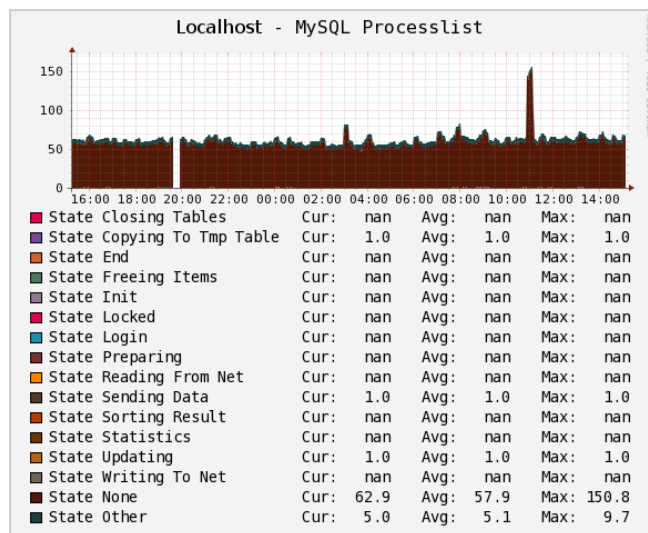 Localhost - MySQL Processlist
150
100
50
0
16:00 18:00 20:00 22:00 00:00 02:00 04:00 06:00 08:00 10:00 12:00 14:00
State Closing Tables Cur: nan Avg: nan Max: nan
State Copying To Tmp Table Cur: 1.0 Avg: 1.0 Max: 1.0
State End Cur: nan Avg: nan Max: nan
State Freeing Items Cur: nan Avg: nan Max: nan
State Init Cur: nan Avg: nan Max: nan
State Locked Cur: nan Avg: nan Max: nan
State Login Cur: nan Avg: nan Max: nan
State Preparing Cur: nan Avg: nan Max: nan
State Reading From Net Cur: nan Avg: nan Max: nan
State Sending Data Cur: 1.0 Avg: 1.0 Max: 1.0
State Sorting Result Cur: nan Avg: nan Max: nan
State Statistics Cur: nan Avg: nan Max: nan
State Updating Cur: 1.0 Avg: 1.0 Max: 1.0
State Writing To Net Cur: nan Avg: nan Max: nan
State None Cur: 62.9 Avg: 57.9 Max: 150.8
State Other Cur: 5.0 Avg: 5.1 Max: 9.7